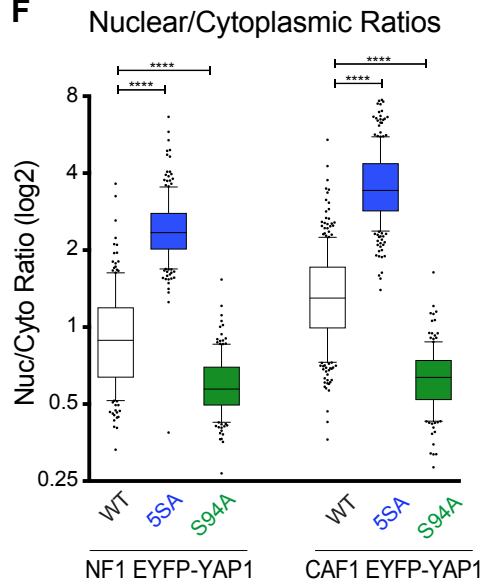 F
Nuclear/Cytoplasmic Ratios
**** ****
**** ****
Nuc/Cyto Ratio (log2)
8
4
2
1
0.5
0.25
WT 5SA S94A WT 5SA S94A
NF1 EYFP-YAP1 CAF1 EYFP-YAP1